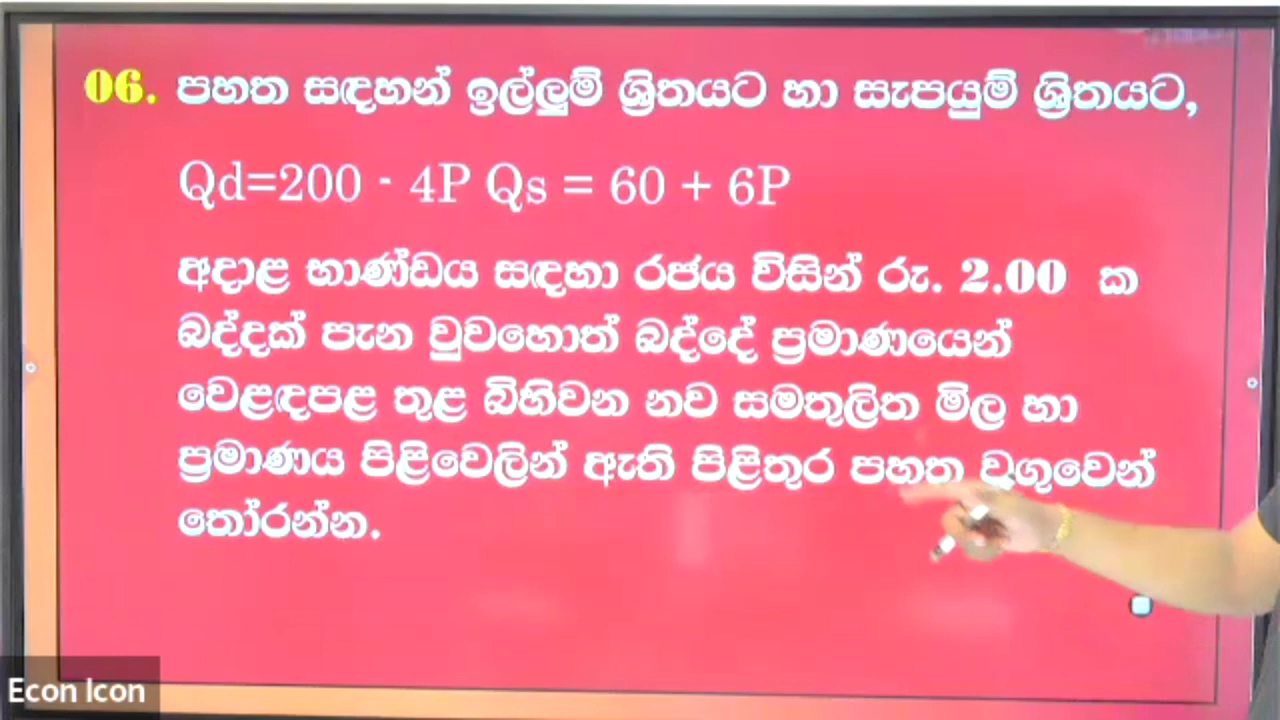 06. පහත සඳහන් ඉල්ලුම් ශ්‍රිතයට හා සැපයුම් ශ්‍රිතයට,
Qd=200 - 4P Qs = 60 + 6P
අදාළ භාණ්ඩය සඳහා රජය විසින් රු. 2.00 ක
බද්දක් පැන වුවහොත් බද්දේ ප්‍රමාණයෙන්
වෙළඳපළ තුළ බිහිවන නව සමතුලිත මිල හා
ප්‍රමාණය පිළිවෙලින් ඇති පිළිතුර පහත වගුවෙන්
තෝරන්න.
Econ Icon